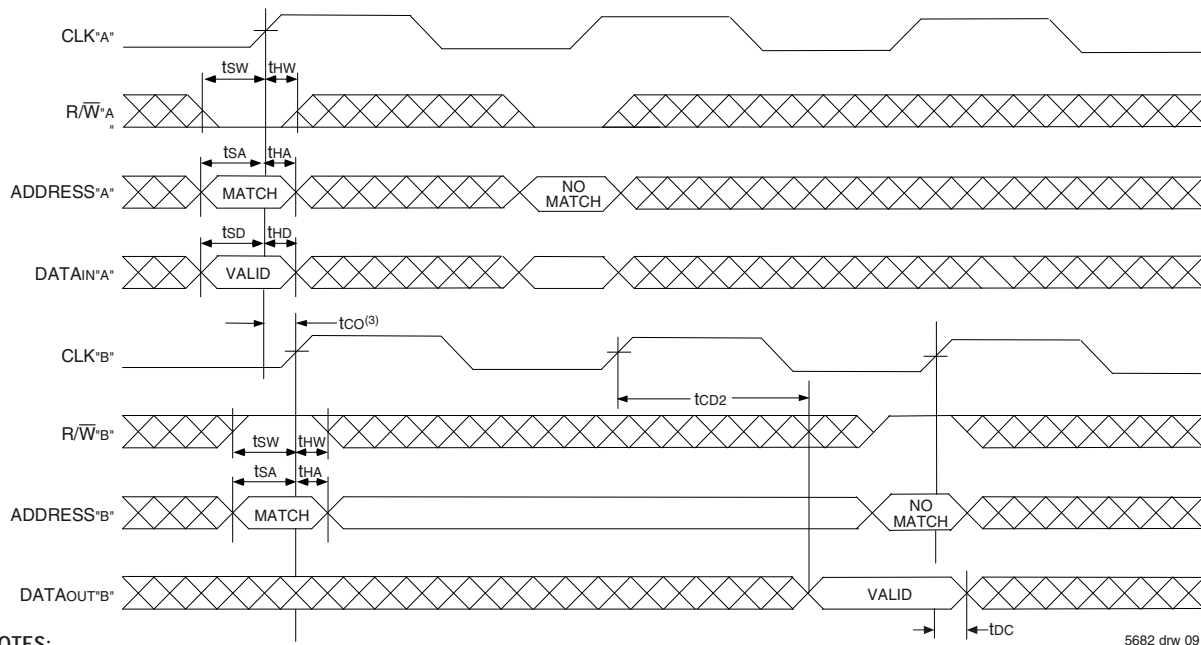 CLK"A"
tSW tHW
R/W"A
"
tSA tHA
ADDRESS"A" MATCH NO MATCH
tSD tHD
DATAIN"A" VALID
tCO(3)
CLK"B"
tCD2
R/W"B"
tSW tHW
tSA tHA
ADDRESS"B" MATCH NO MATCH
DATAOUT"B" VALID
tDC
OTES:
5682 drw 09